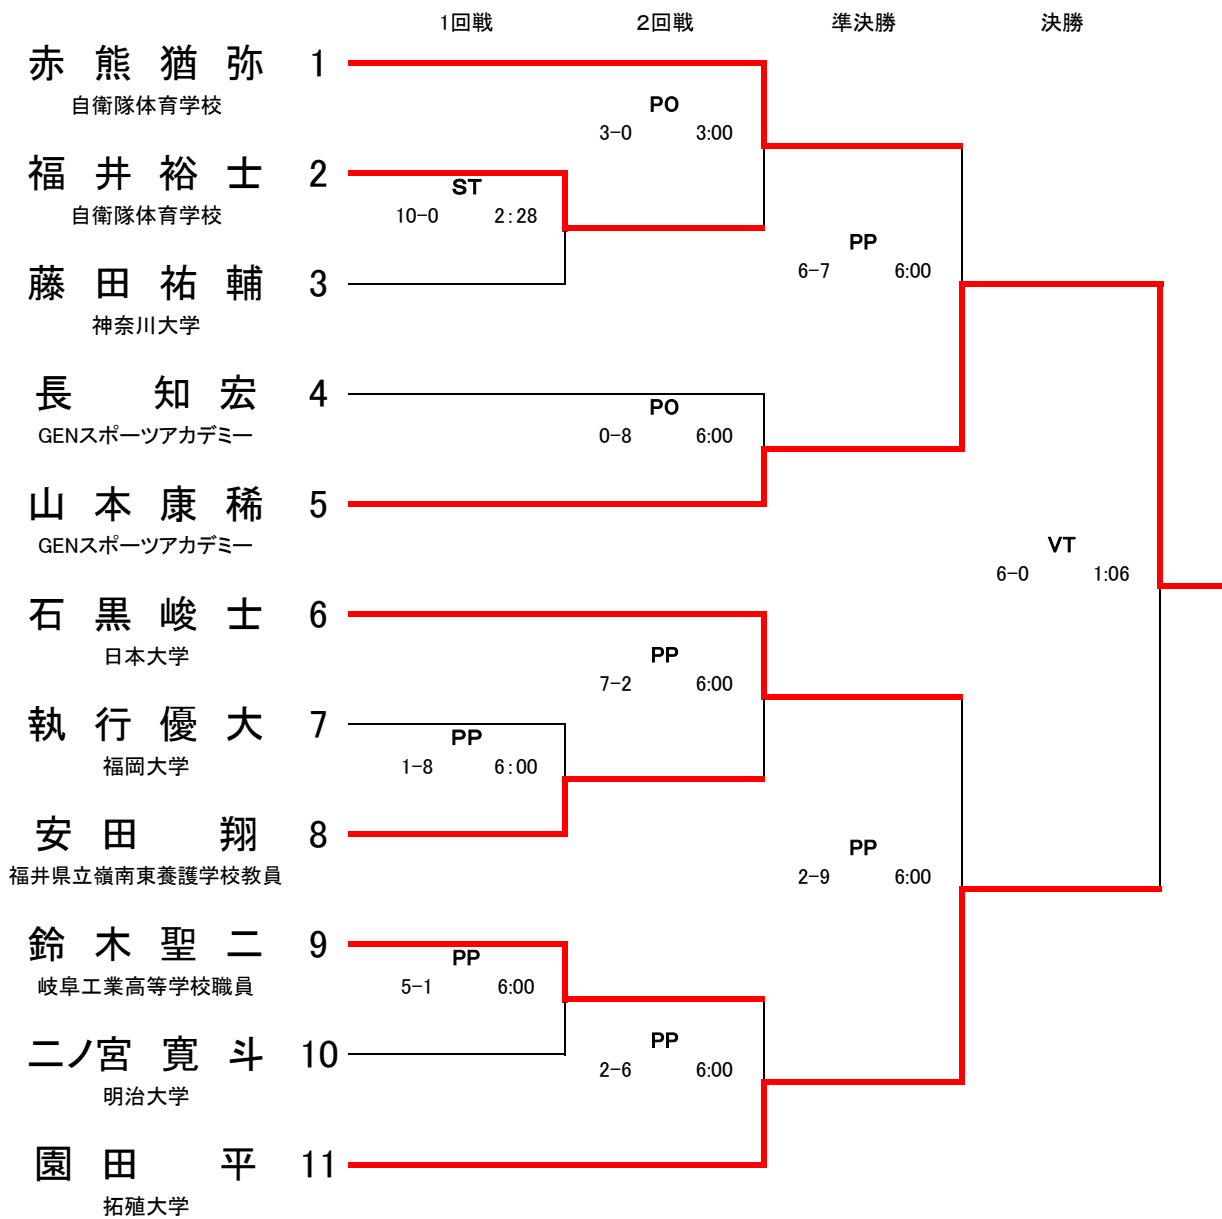 1回戦 2回戦 準決勝 決勝
赤熊猶弥 1
自衛隊体育学校
PO
3-0 3:00
福井裕士 2
自衛隊体育学校
ST
10-0 2:28
PP
6-7 6:00
藤田祐輔 3
神奈川大学
長 知宏 4
GENスポーツアカデミー
PO
0-8 6:00
山本康稀 5
GENスポーツアカデミー
VT
6-0 1:06
石黒峻士 6
日本大学
PP
7-2 6:00
執行優大 7
福岡大学
PP
1-8 6:00
安田 翔 8
福井県立嶺南東養護学校教員
PP
2-9 6:00
鈴木聖二 9
岐阜工業高等学校職員
PP
5-1 6:00
二ノ宮寛斗 10
明治大学
PP
2-6 6:00
園田 平 11
拓殖大学